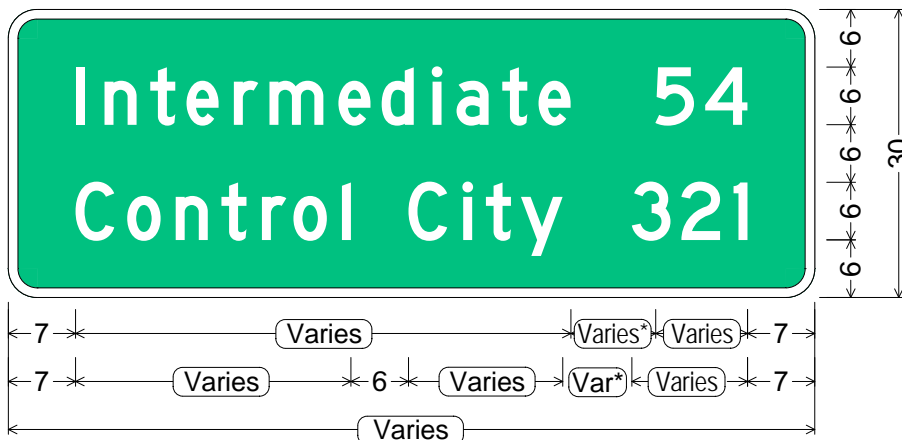 Intermediate 54
Control City 321
6
6
6
6
6
30
7 Varies Varies* Varies 7
7 Varies 6 Varies Var* Varies 7
Varies